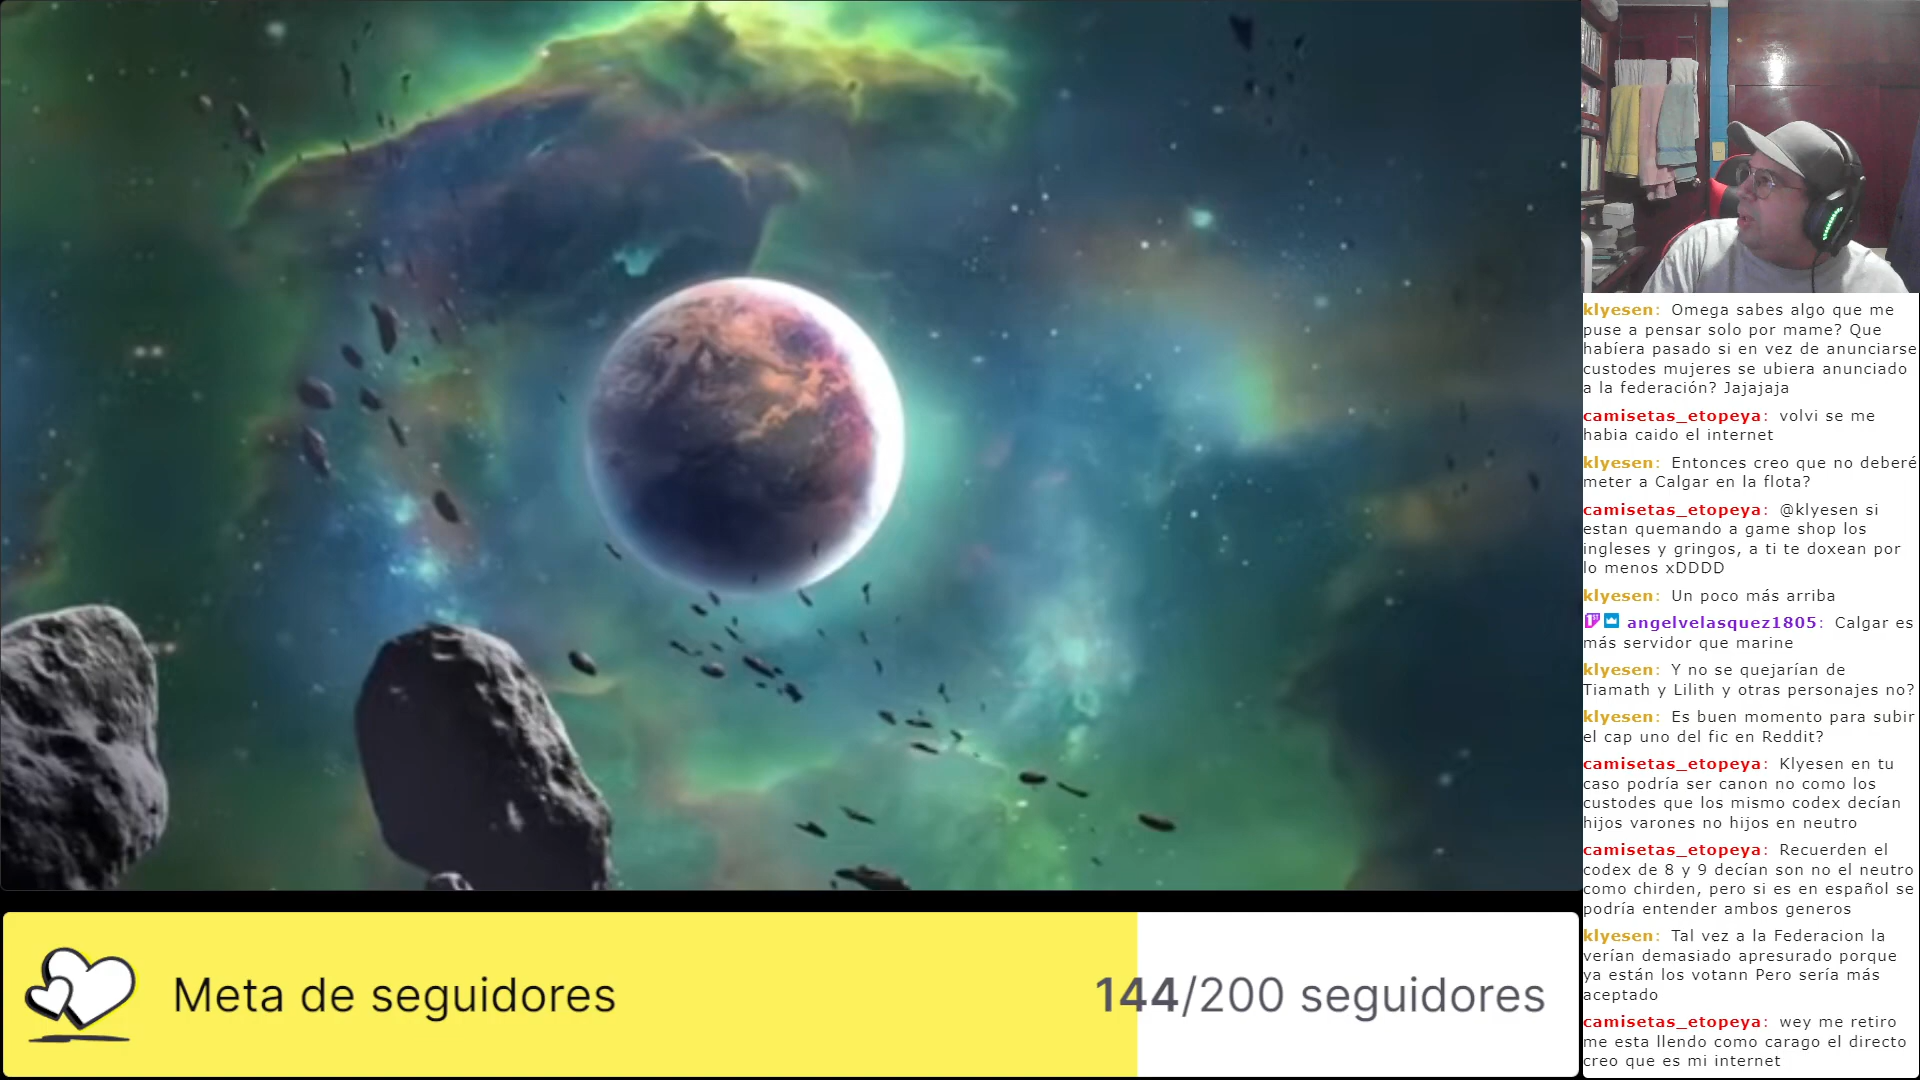 klyesen: Omega sabes algo que me
puse a pensar solo por mame? Que
habíera pasado si en vez de anunciarse
custodes mujeres se ubiera anunciado
a la federación? Jajajaja
camisetas_etopeya: volvi se me
habia caido el internet
klyesen: Entonces creo que no deberé
meter a Calgar en la flota?
camisetas_etopeya: @klyesen si
estan quemando a game shop los
ingleses y gringos, a ti te doxean por
lo menos xDDDD
klyesen: Un poco más arriba
angelvelasquez1805: Calgar es
más servidor que marine
klyesen: Y no se quejarían de
Tiamath y Lilith y otras personajes no?
klyesen: Es buen momento para subir
el cap uno del fic en Reddit?
camisetas_etopeya: Klyesen en tu
caso podría ser canon no como los
custodes que los mismo codex decían
hijos varones no hijos en neutro
camisetas_etopeya: Recuerden el
codex de 8 y 9 decían son no el neutro
como chirden, pero si es en español se
podría entender ambos generos
klyesen: Tal vez a la Federacion la
verían demasiado apresurado porque
ya están los votann Pero sería más
aceptado
camisetas_etopeya: wey me retiro
me esta llendo como carago el directo
creo que es mi internet
Meta de seguidores
144/200 seguidores